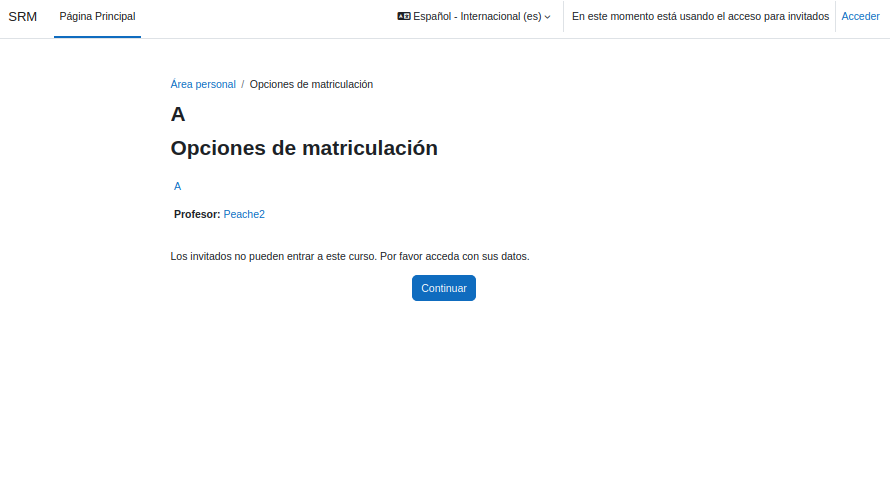 SRM
Página Principal
Español - Internacional (es)
En este momento está usando el acceso para invitados
Acceder
Área personal / Opciones de matriculación
A
Opciones de matriculación
A
Profesor: Peache2
Los invitados no pueden entrar a este curso. Por favor acceda con sus datos.
Continuar